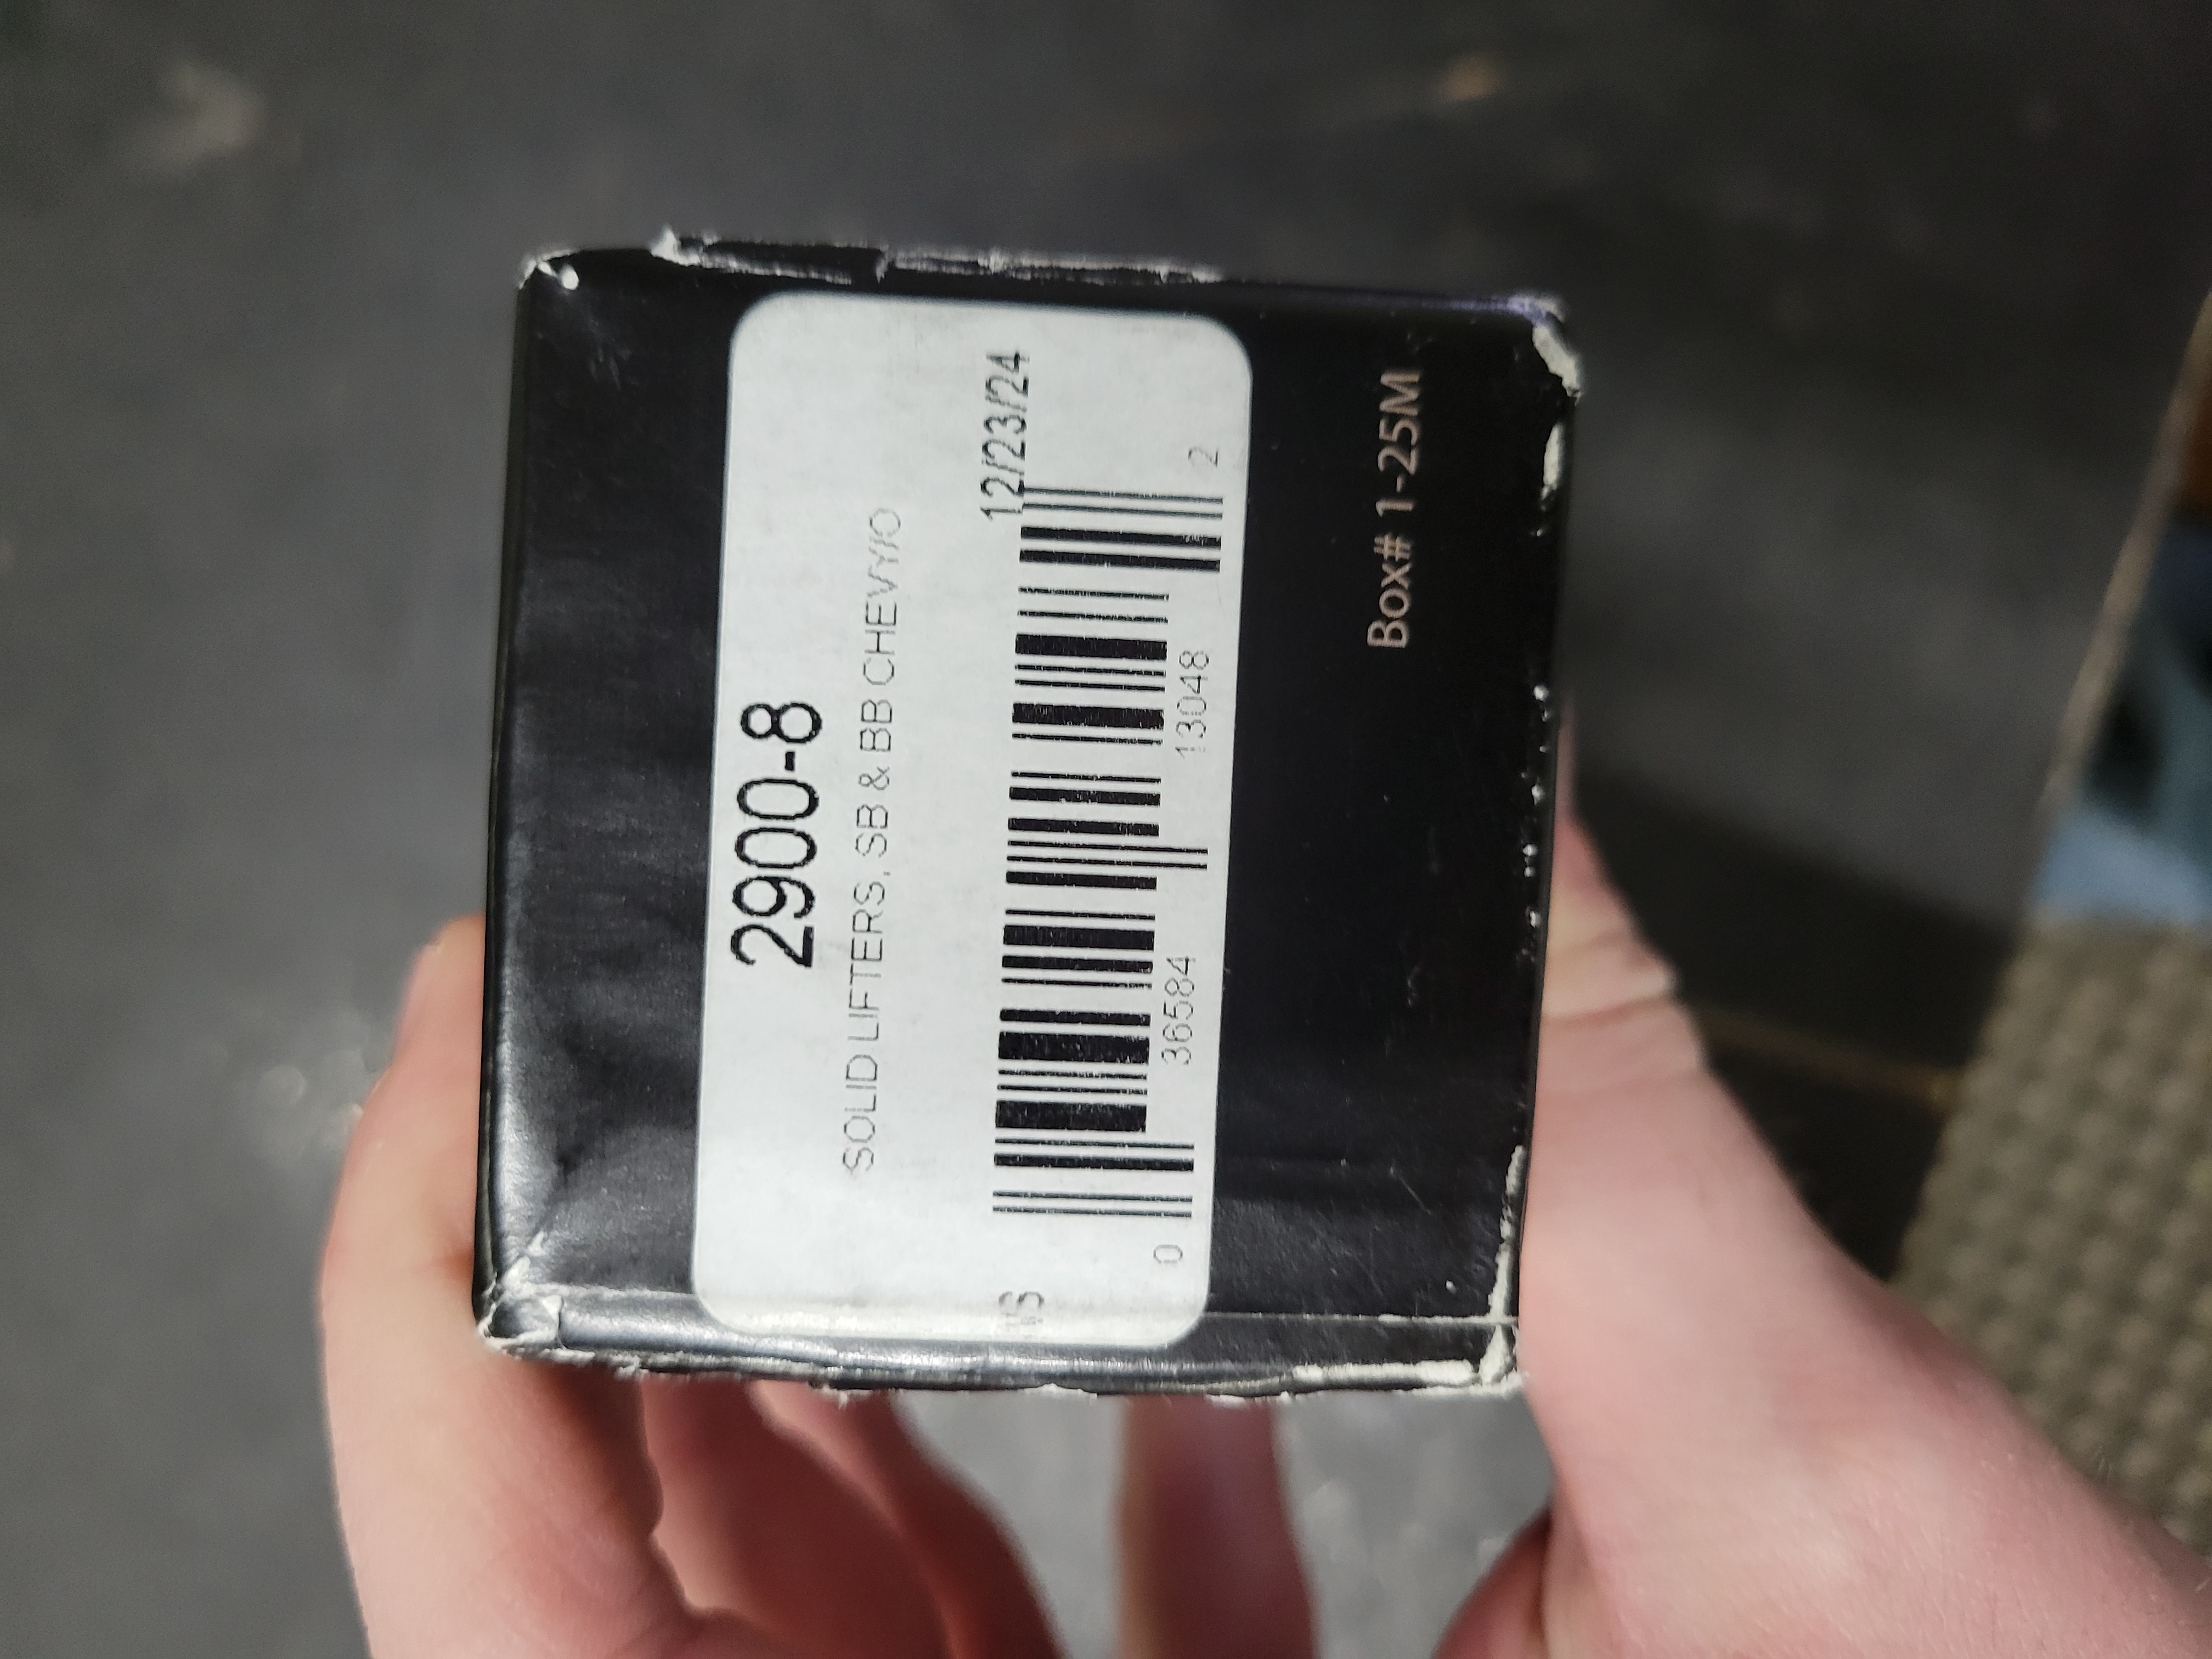 2900-8
SOLID LIFTERS, SB & BB CHEVY/O
12/23/24
0 36584 13048 2
Box# 1-25M